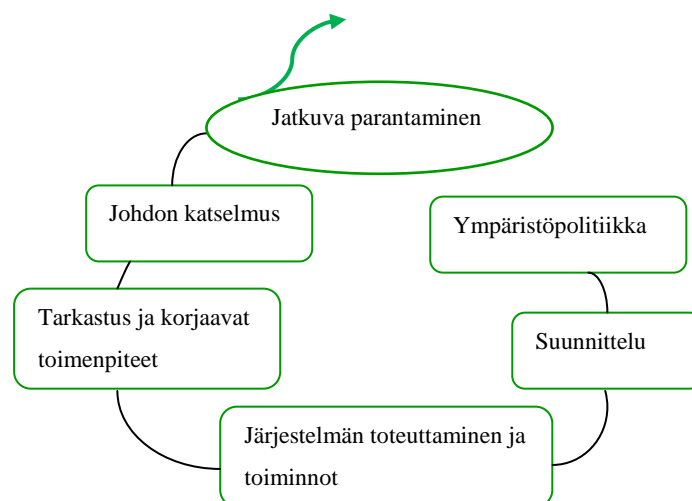 Jatkuva parantaminen
Johdon katselmus
Ympäristöpolitiikka
Tarkastus ja korjaavat
toimenpiteet
Suunnittelu
Järjestelmän toteuttaminen ja
toiminnot